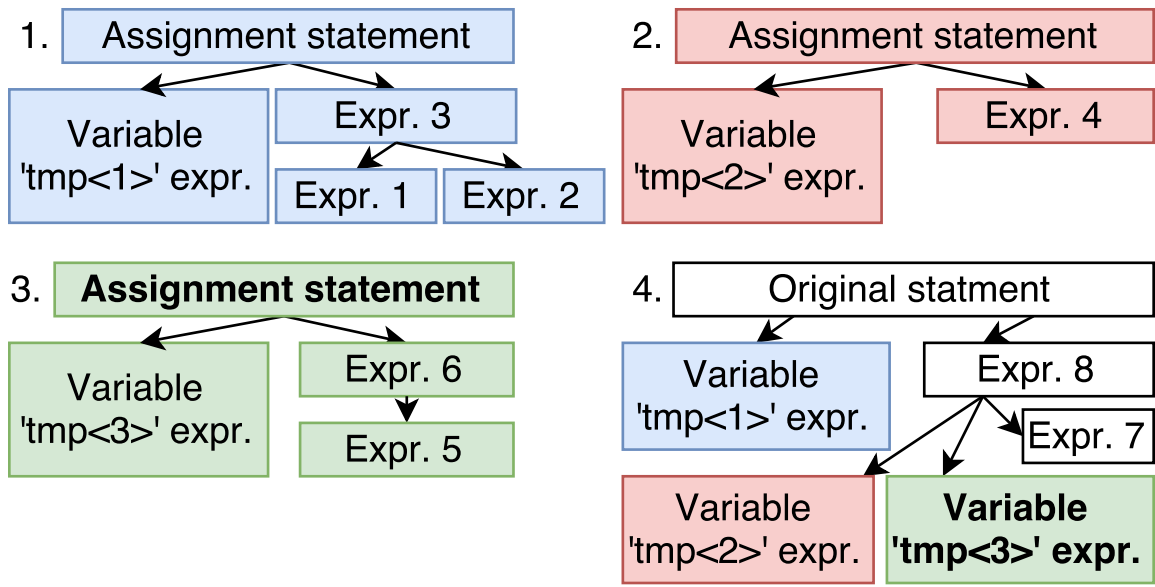 1. Assignment statement
Variable
'tmp<1>' expr.
Expr. 3
Expr. 1
Expr. 2
2. Assignment statement
Variable
'tmp<2>' expr.
Expr. 4
3. Assignment statement
Variable
'tmp<3>' expr.
Expr. 6
Expr. 5
4. Original statment
Variable
'tmp<1>' expr.
Expr. 8
Expr. 7
Variable
'tmp<2>' expr.
Variable
'tmp<3>' expr.